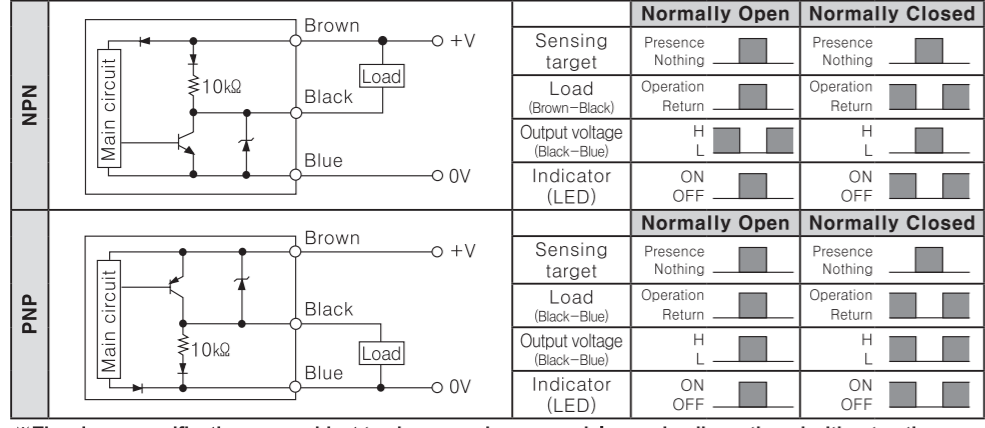 NPN
Main circuit
10kΩ
Brown
Black
Blue
+V
Load
0V
Normally Open Normally Closed
Sensing target
Presence
Nothing
Presence
Nothing
Load
(Brown-Black)
Operation
Return
Operation
Return
Output voltage
(Black-Blue)
H
L
H
L
Indicator
(LED)
ON
OFF
ON
OFF
PNP
Main circuit
10kΩ
Brown
Black
Blue
+V
Load
0V
Normally Open Normally Closed
Sensing target
Presence
Nothing
Presence
Nothing
Load
(Black-Blue)
Operation
Return
Operation
Return
Output voltage
(Black-Blue)
H
L
H
L
Indicator
(LED)
ON
OFF
ON
OFF